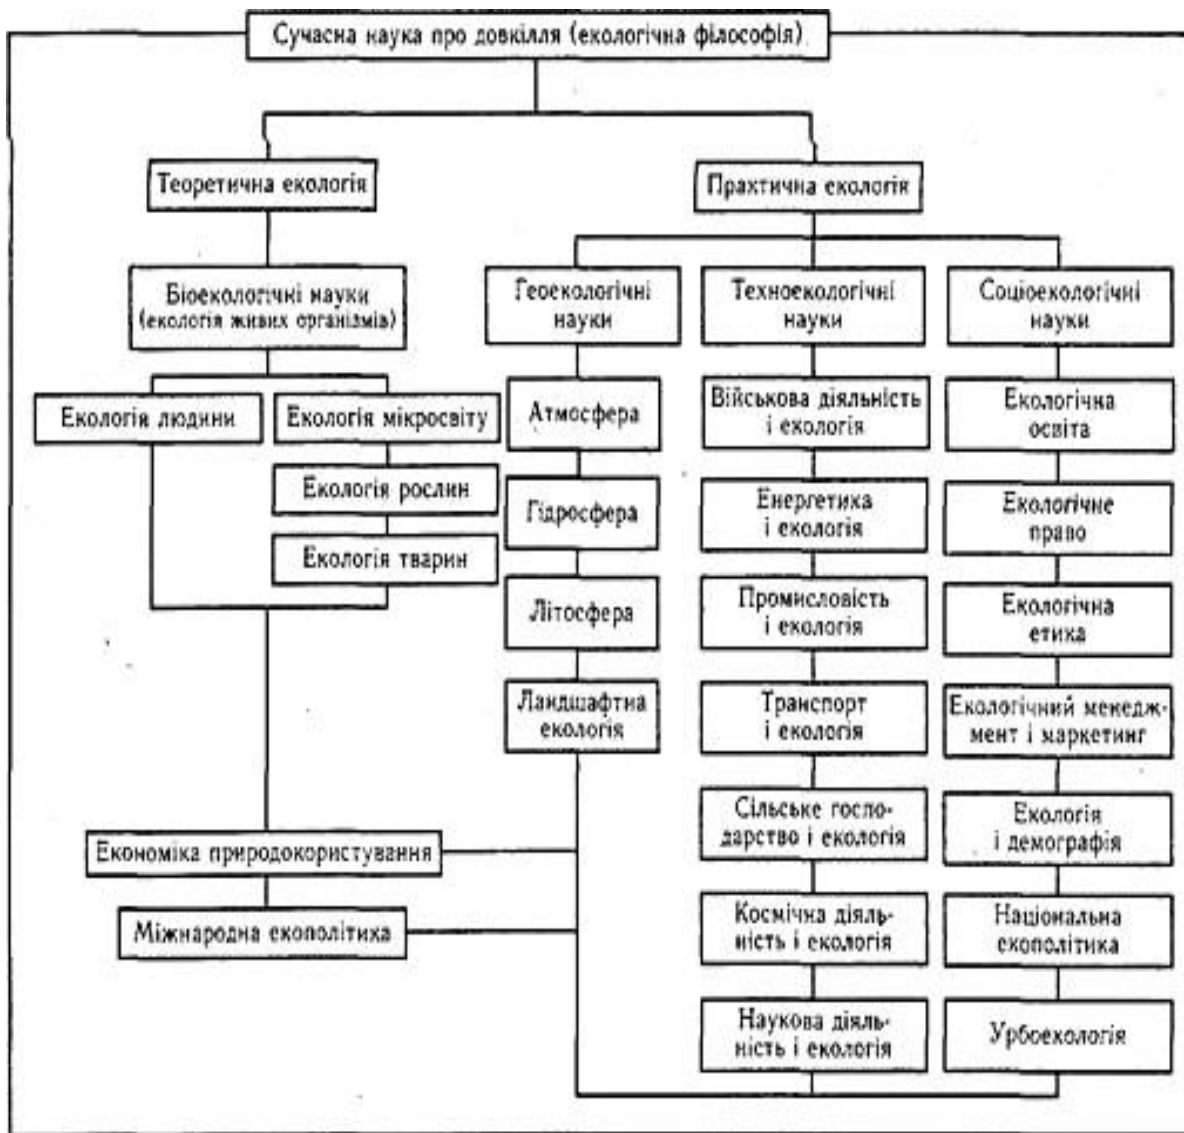 Сучасна наука про довкілля (екологічна філософія)
Теоретична екологія
Практична екологія
Біоекологічні науки
(екологія живих організмів)
Геоекологічні
науки
Техноекологічні
науки
Соціоекологічні
науки
Екологія людини
Екологія мікросвіту
Екологія рослин
Екологія тварин
Атмосфера
Гідросфера
Літосфера
Ландшафтна
екологія
Військова діяльність
і екологія
Енергетика
і екологія
Промисловість
і екологія
Транспорт
і екологія
Сільське госпо-
дарство і екологія
Космічна діяль-
ність і екологія
Наукова діяль-
ність і екологія
Екологічна
освіта
Екологічне
право
Екологічна
етика
Екологічний менедж-
мент і маркетинг
Екологія
і демографія
Національна
екополітика
Урбоекологія
Економіка природокористування
Міжнародна екополітика